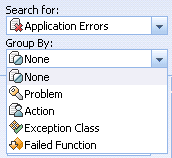 Search for:
Application Errors
Group By:
None
None
Problem
Action
Exception Class
Failed Function